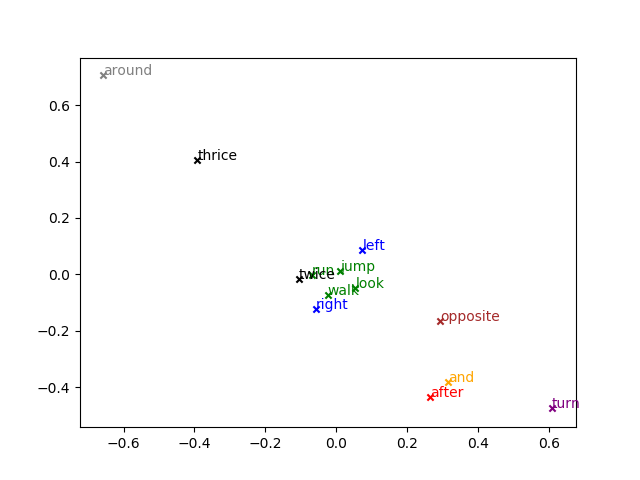 around
0.6
thrice
0.4
0.2
left
jump
0.0
run
twice
look
walk
right
opposite
−0.2
and
−0.4
after
turn
−0.6 −0.4 −0.2 0.0 0.2 0.4 0.6